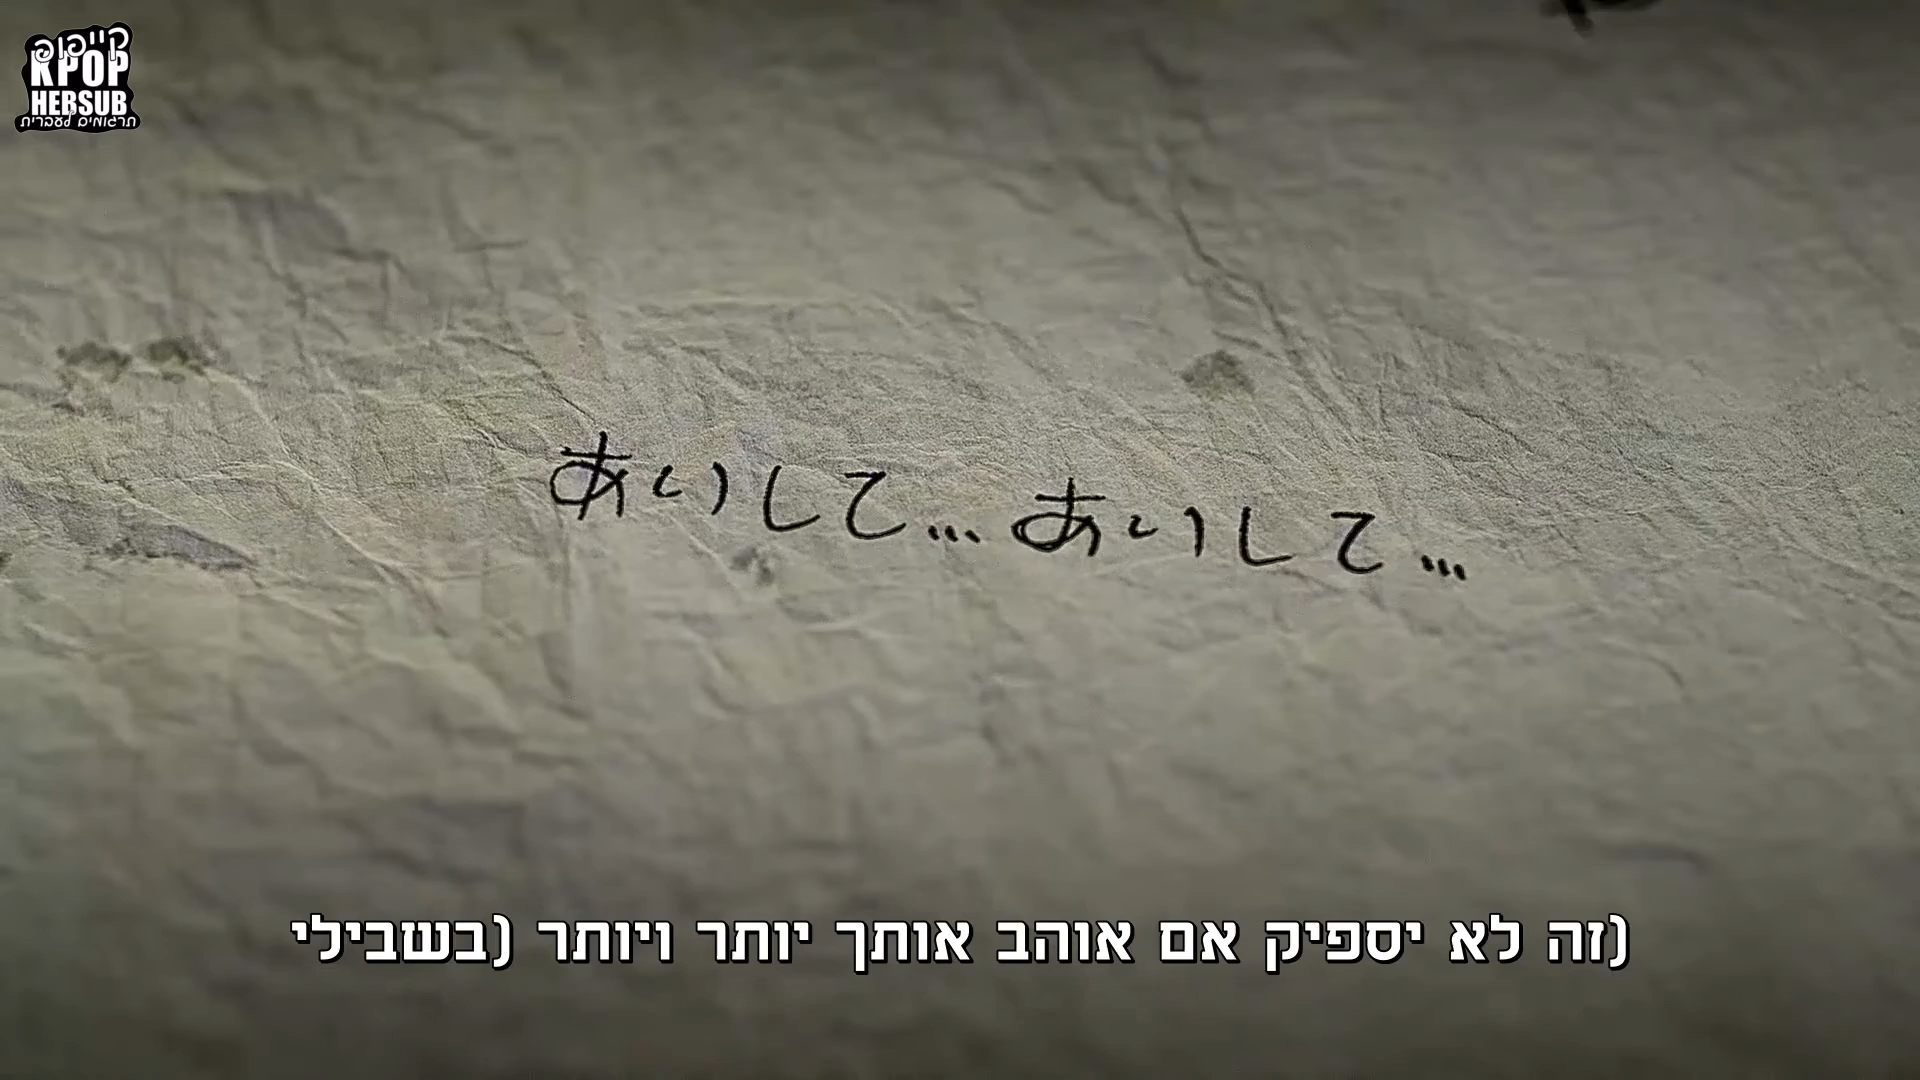 קייפופ
KPOP
HEBSUB
תרגומים לעברית
あいして... あいして...
(זה לא יספיק אם אוהב אותך יותר ויותר (בשבילי